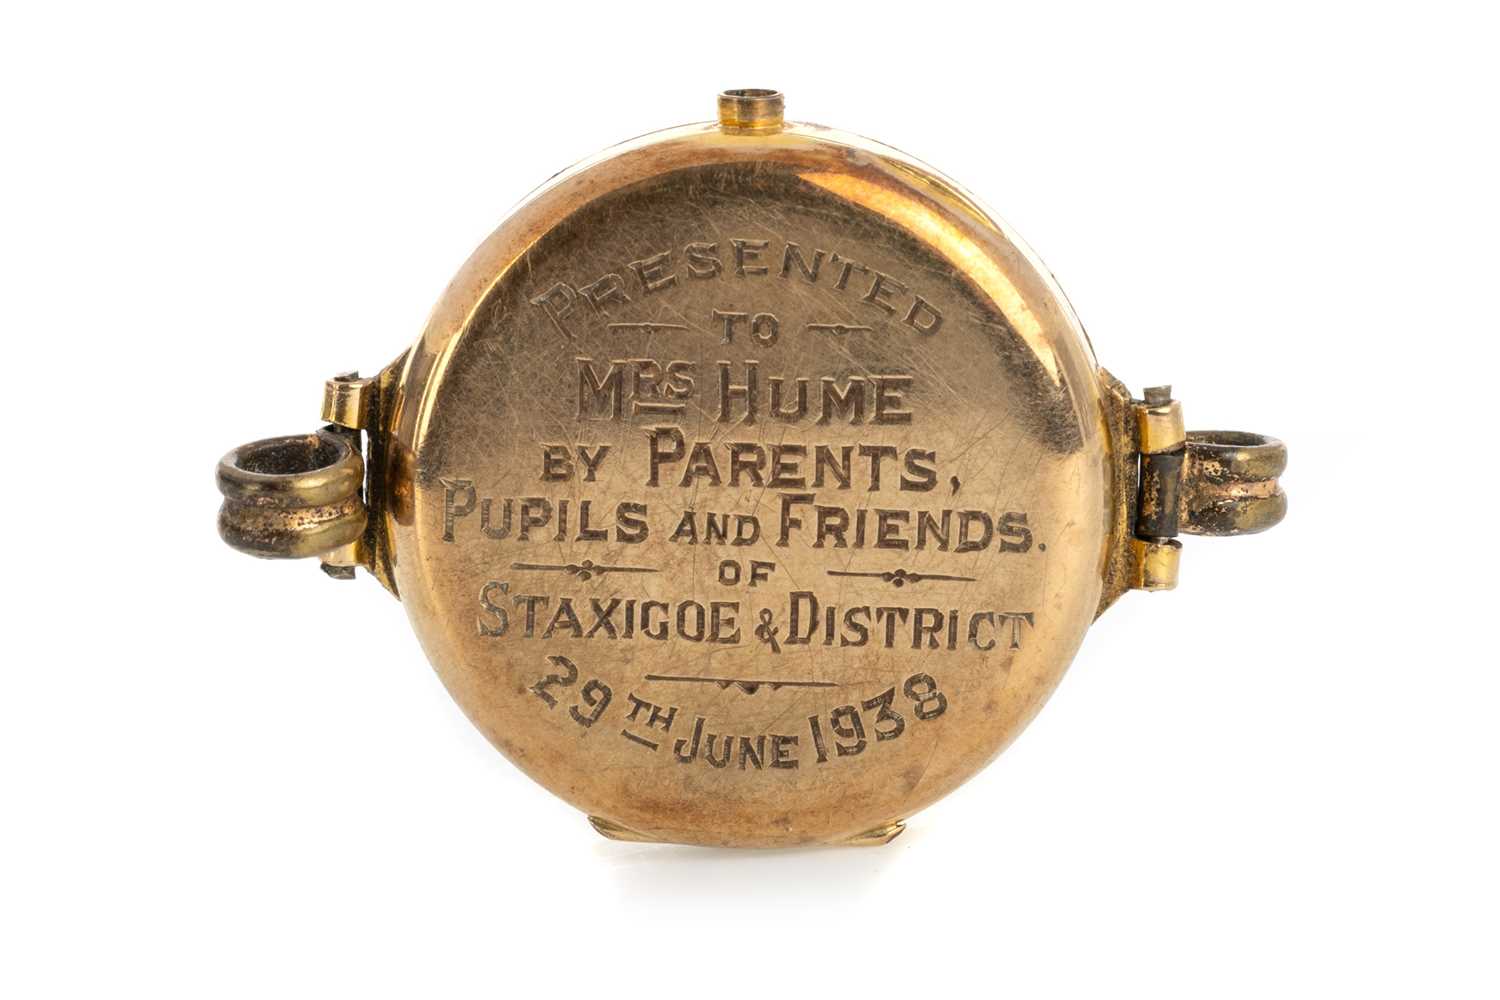 PRESENTED
TO
MRS HUME
BY PARENTS,
PUPILS AND FRIENDS.
OF
STAXIGOE & DISTRICT
29TH JUNE 1938